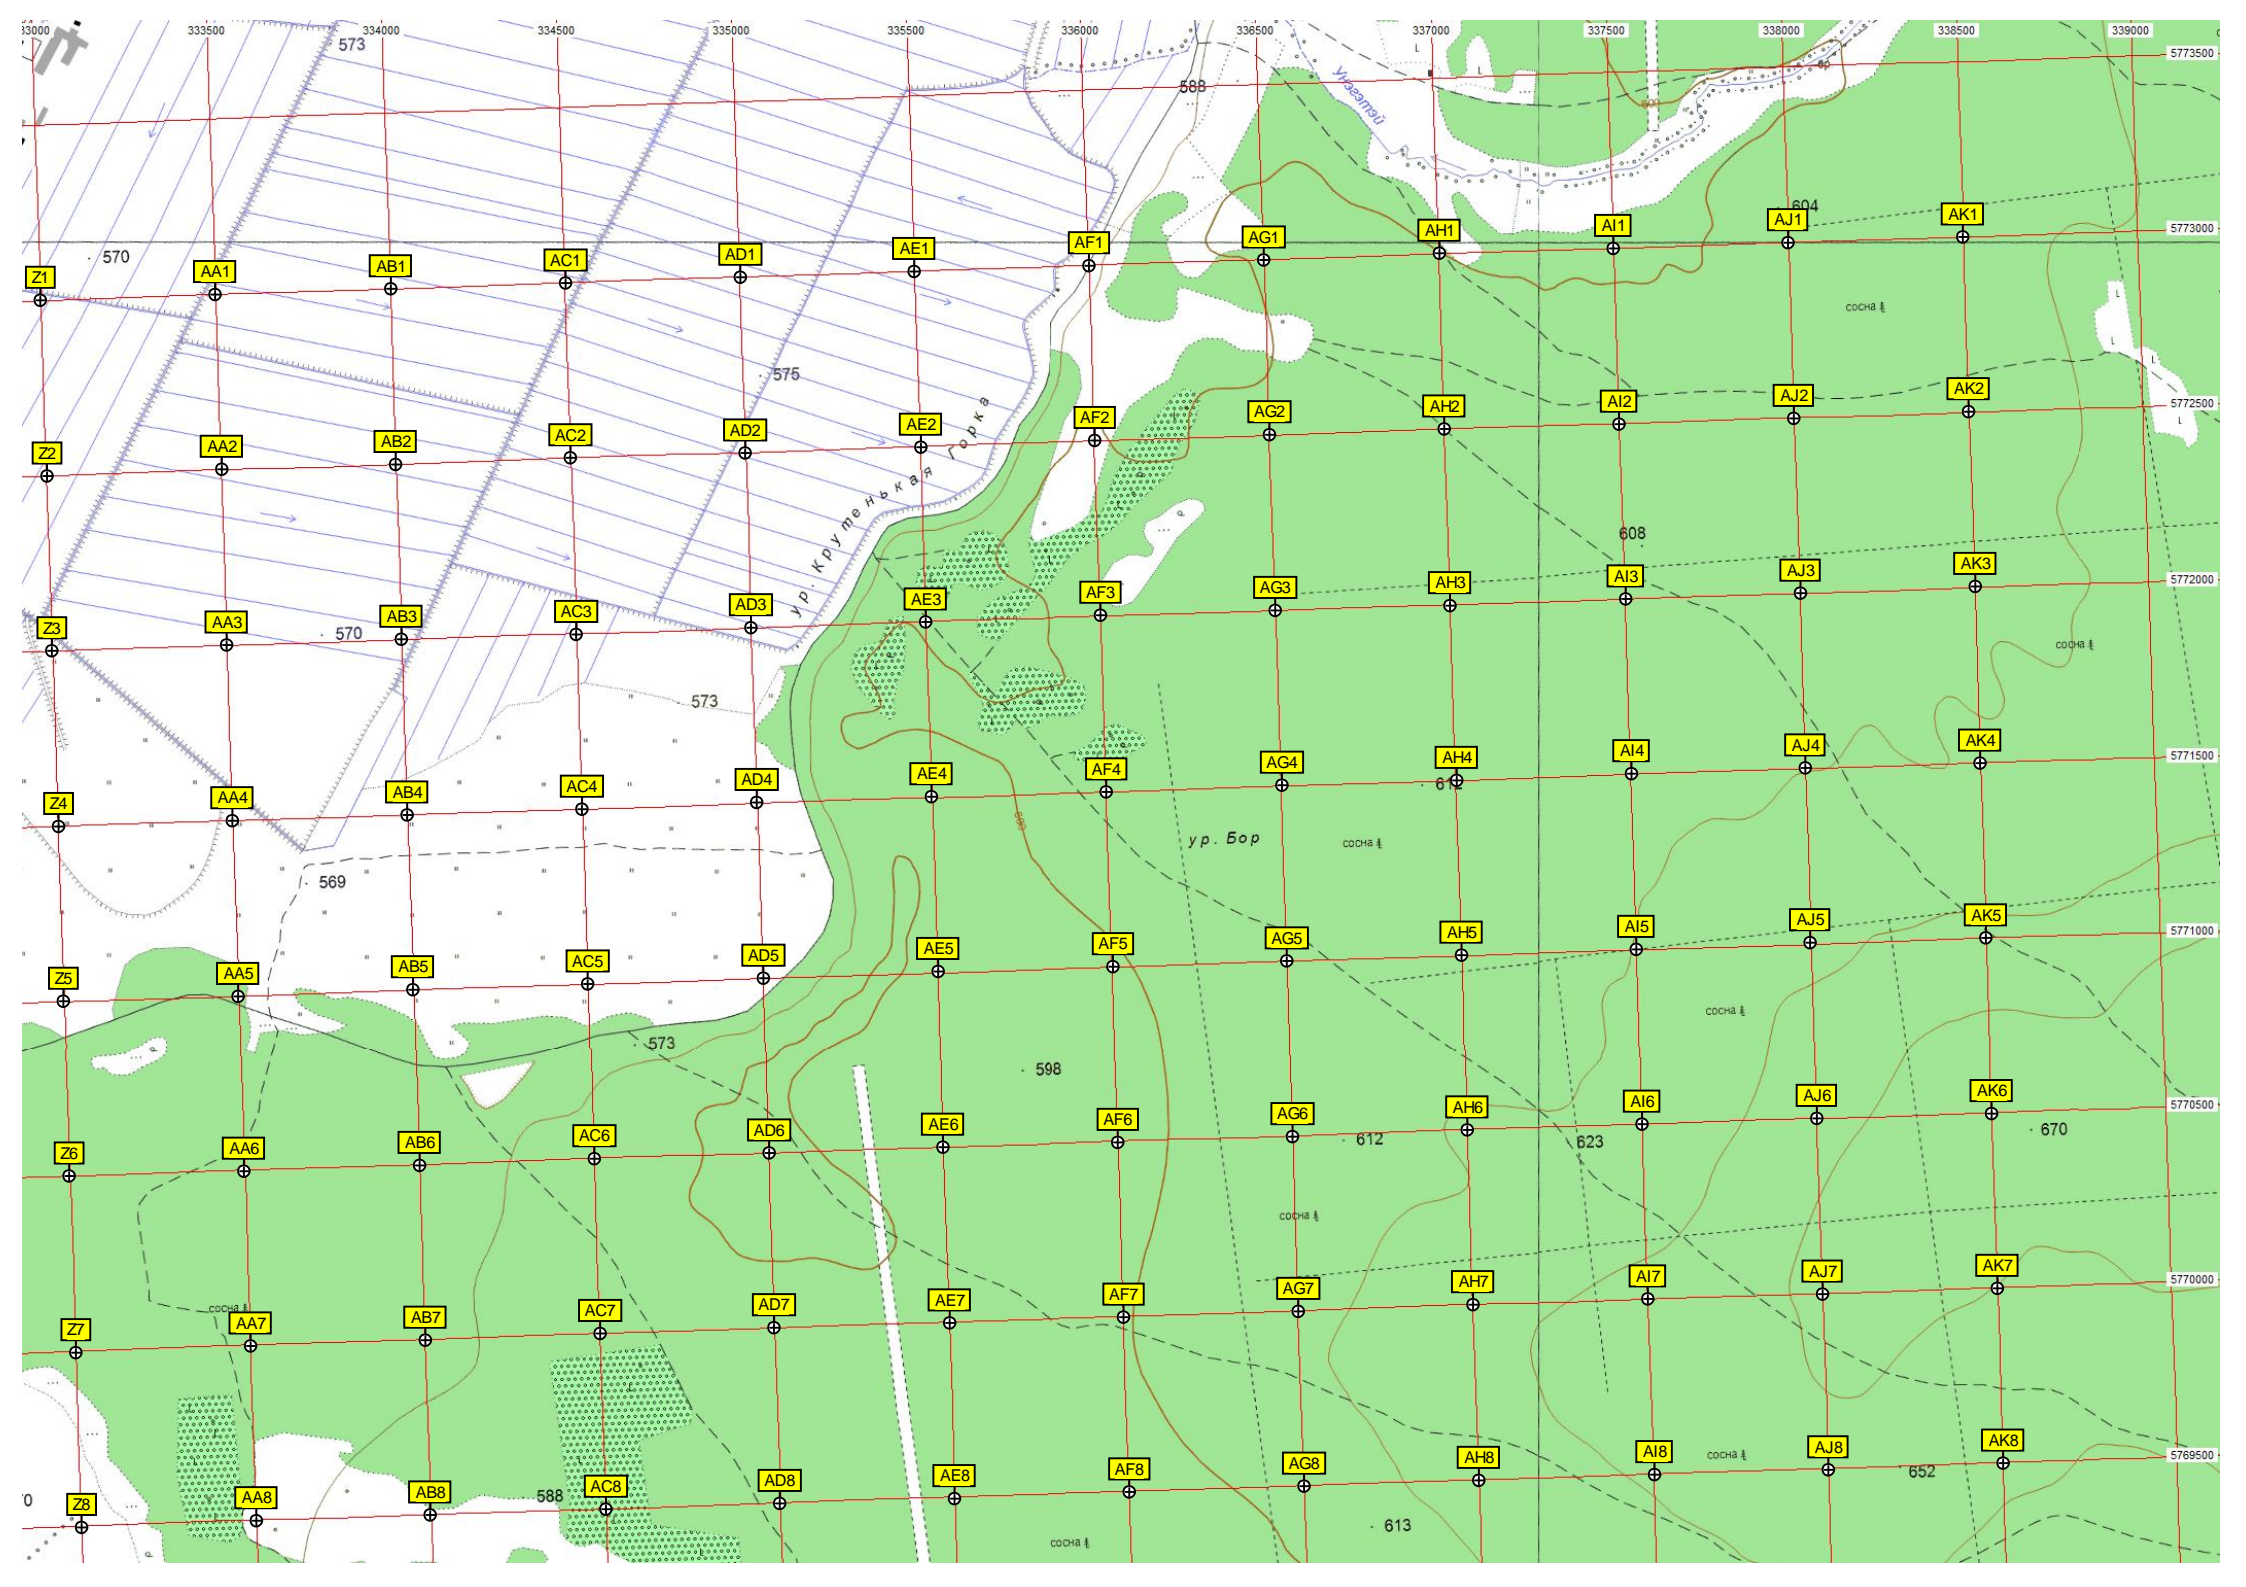 333000 333500 334000 334500 335000 335500 336000 336500 337000 337500 338000 338500 339000
573
5773500
588
Унгэтэй
600
604
570
5773000
Z1 AA1 AB1 AC1 AD1 AE1 AF1 AG1 AH1 AI1 AJ1 AK1
сосна
575
5772500
Z2 AA2 AB2 AC2 AD2 AE2 AF2 AG2 AH2 AI2 AJ2 AK2
ур. Крутенькая Горка
608
5772000
Z3 AA3 AB3 AC3 AD3 AE3 AF3 AG3 AH3 AI3 AJ3 AK3
570
сосна
573
5771500
Z4 AA4 AB4 AC4 AD4 AE4 AF4 AG4 AH4 AI4 AJ4 AK4
612
600
ур. Бор
сосна
569
5771000
Z5 AA5 AB5 AC5 AD5 AE5 AF5 AG5 AH5 AI5 AJ5 AK5
сосна
573
598
5770500
Z6 AA6 AB6 AC6 AD6 AE6 AF6 AG6 AH6 AI6 AJ6 AK6
612
623
670
сосна
5770000
Z7 AA7 AB7 AC7 AD7 AE7 AF7 AG7 AH7 AI7 AJ7 AK7
сосна
5769500
Z8 AA8 AB8 AC8 AD8 AE8 AF8 AG8 AH8 AI8 AJ8 AK8
сосна
652
588
613
сосна